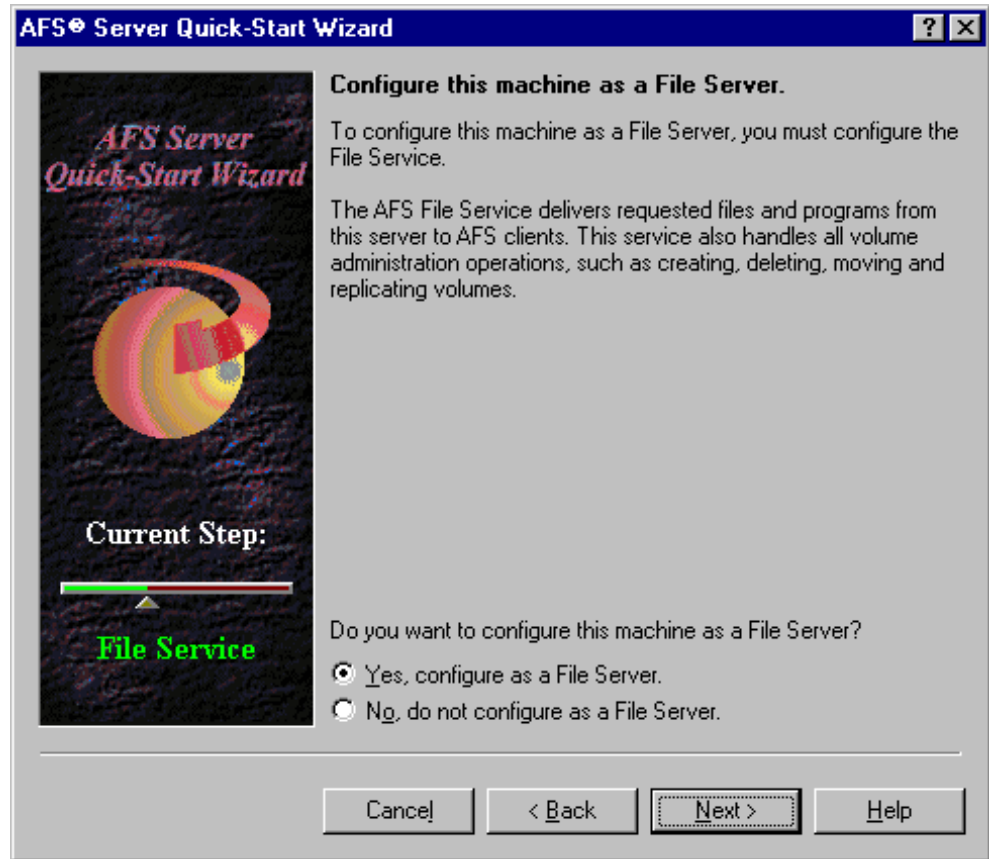 AFS® Server Quick-Start Wizard
AFS Server
Quick-Start Wizard
Current Step:
File Service
Configure this machine as a File Server.
To configure this machine as a File Server, you must configure the
File Service.
The AFS File Service delivers requested files and programs from
this server to AFS clients. This service also handles all volume
administration operations, such as creating, deleting, moving and
replicating volumes.
Do you want to configure this machine as a File Server?
Yes, configure as a File Server.
No, do not configure as a File Server.
Cancel
< Back
Next >
Help